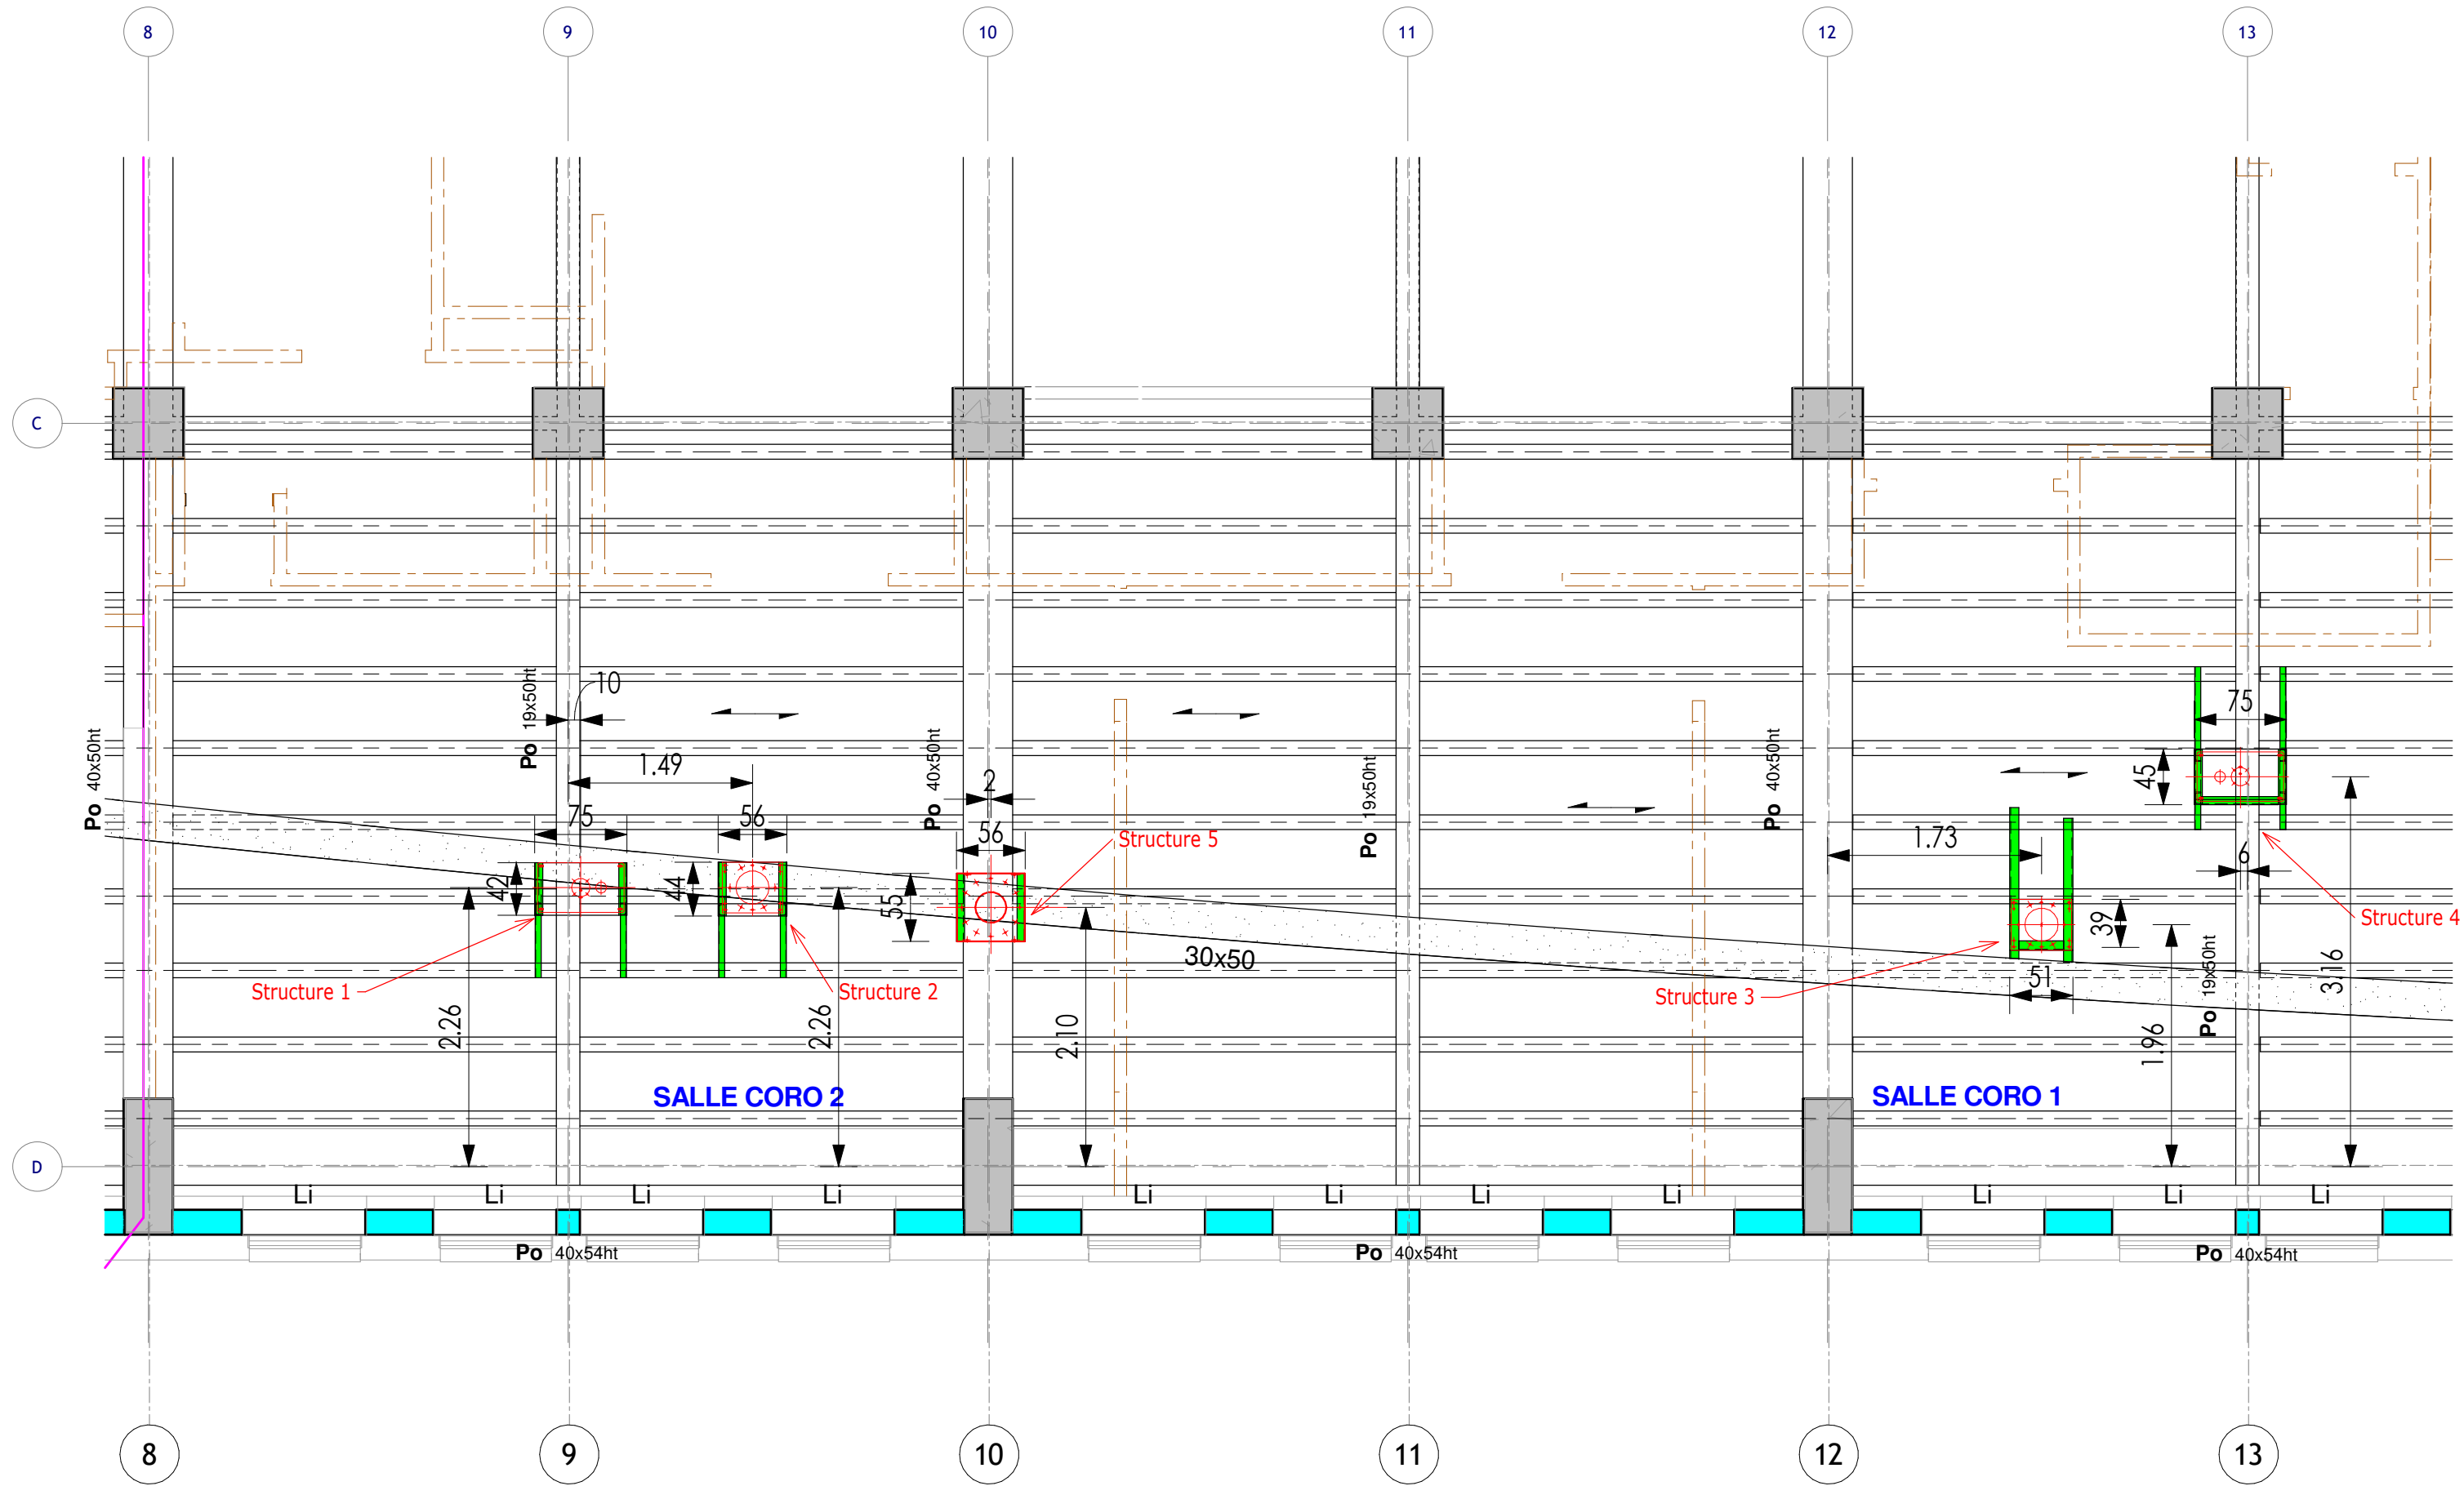 8
9
10
11
12
13
C
Po 19x50ht
10
Po 40x50ht
Po 40x50ht
Po 19x50ht
Po 40x50ht
75
1.49
2
45
75
56
56
Structure 5
1.73
6
42
44
55
39
Structure 4
30x50
Structure 1
Structure 2
Structure 3
51
3.16
Po 19x50ht
2.26
2.26
2.10
1.96
SALLE CORO 2
SALLE CORO 1
D
Li Li Li Li Li Li Li Li Li Li Li
Po 40x54ht
Po 40x54ht
Po 40x54ht
8
9
10
11
12
13